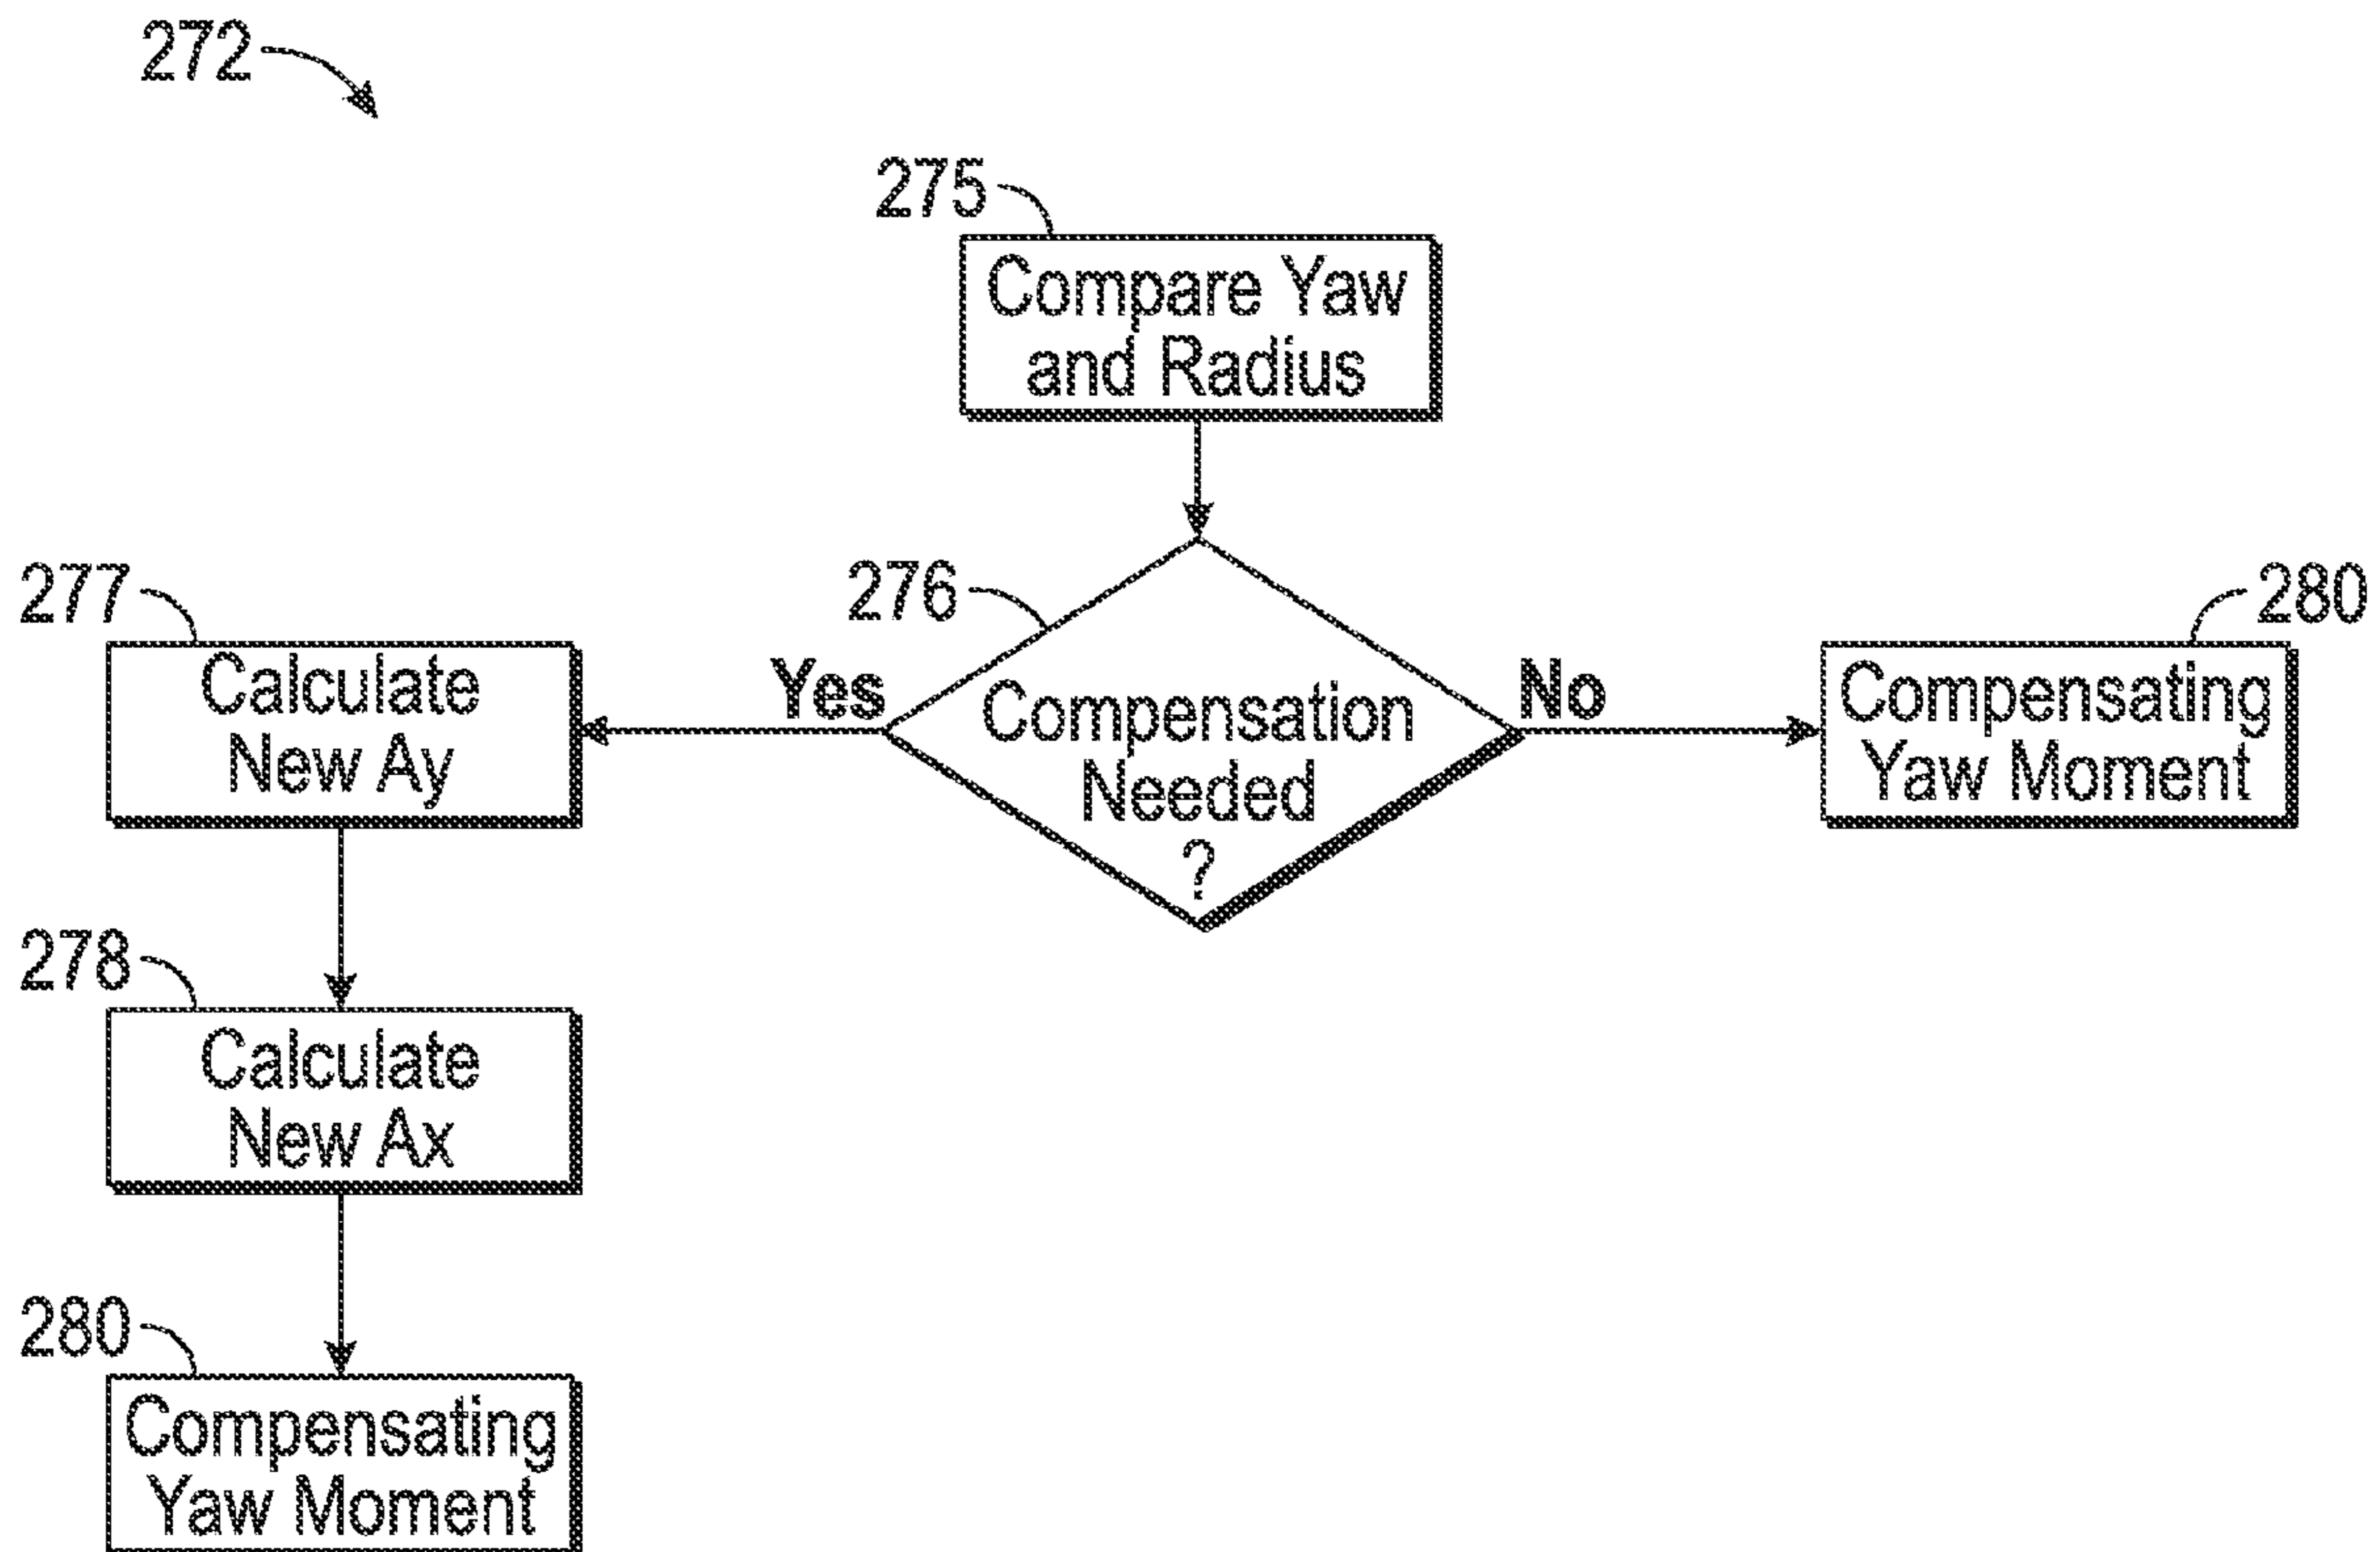 272
275
Compare Yaw
and Radius
277
276
280
Calculate
New Ay
Yes
Compensation
Needed
?
No
Compensating
Yaw Moment
278
Calculate
New Ax
280
Compensating
Yaw Moment